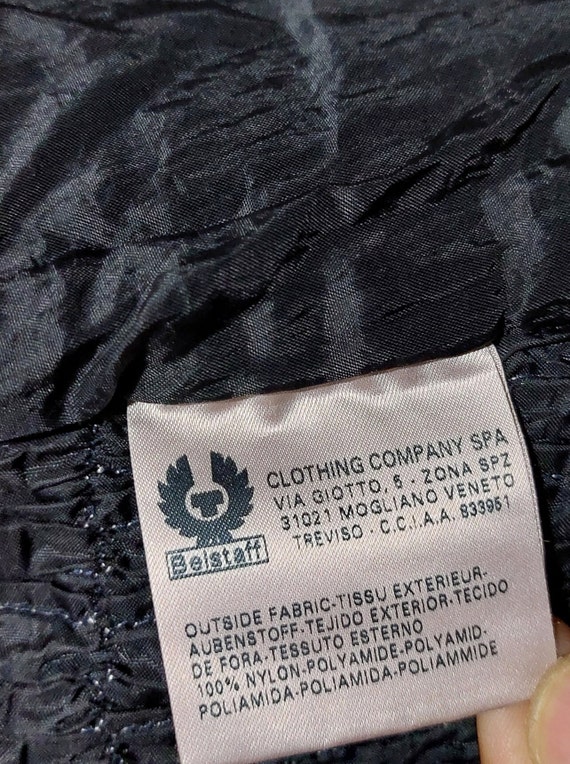 CLOTHING COMPANY SPA
VIA GIOTTO, 5 - ZONA SPZ
31021 MOGLIANO VENETO
TREVISO - C.C.I.A.A. 933951
Belstaff
OUTSIDE FABRIC-TISSU EXTERIEUR-
AUBENSTOFF-TEJIDO EXTERIOR-TECIDO
DE FORA-TESSUTO ESTERNO
100% NYLON-POLYAMIDE-POLYAMID-
POLIAMIDA-POLIAMIDA-POLIAMMIDE